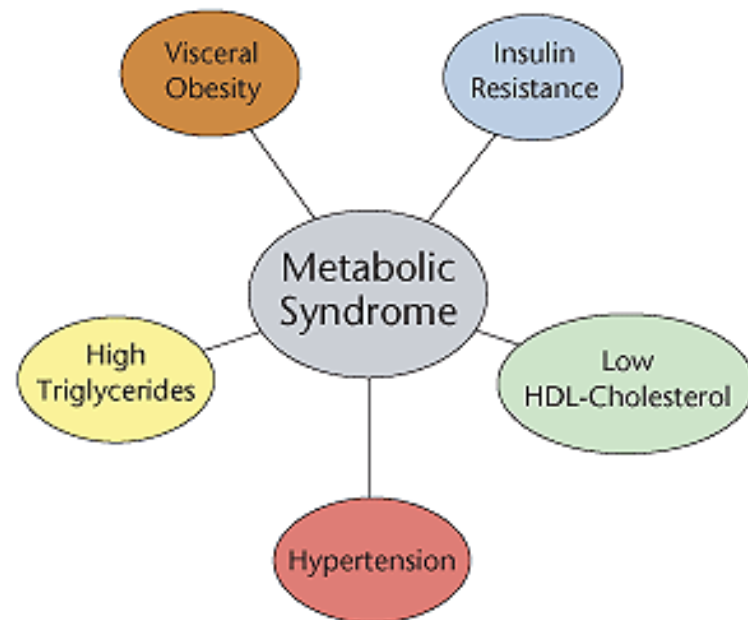 Visceral
Obesity
Insulin
Resistance
Metabolic
Syndrome
High
Triglycerides
Low
HDL-Cholesterol
Hypertension